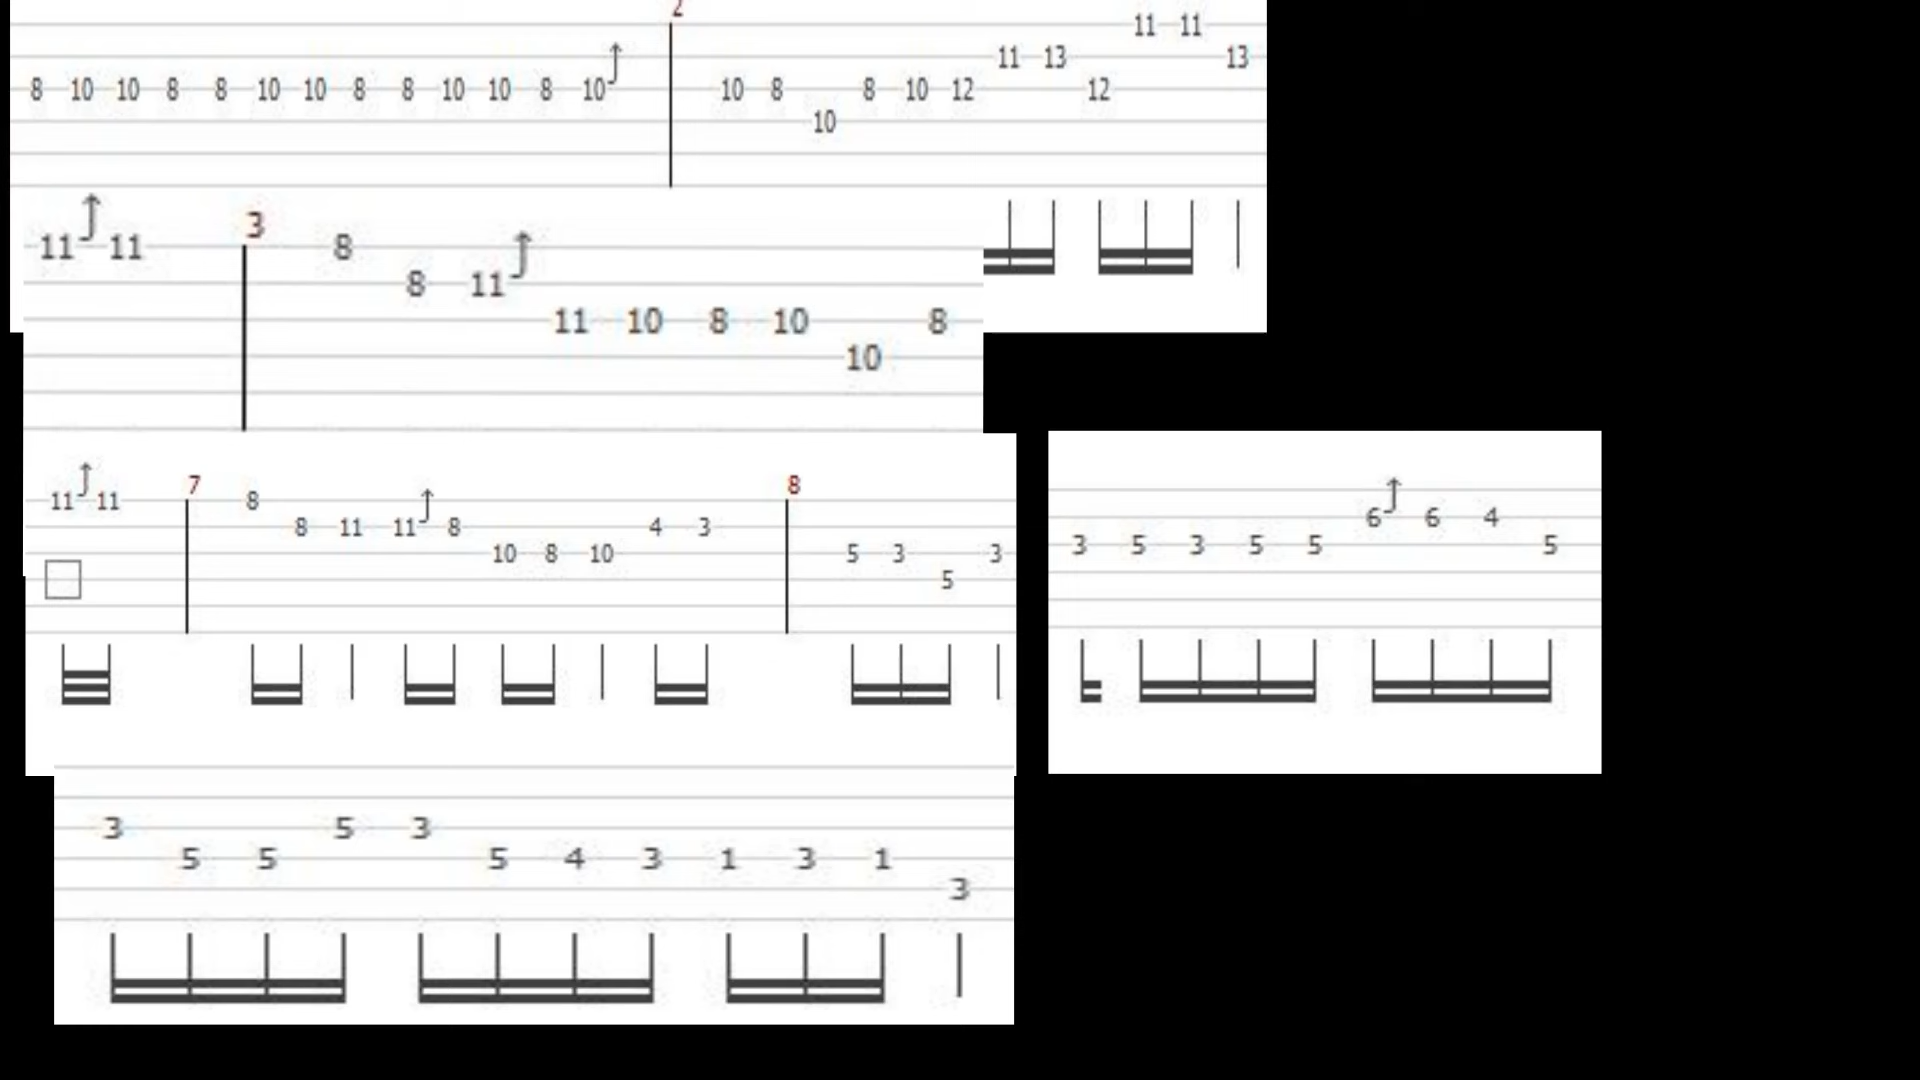 2
11 11
11 13 13
8 10 10 8 8 10 10 8 8 10 10 8 10 10 8 8 10 12 12
10
3
11 11 8
8 11
11 10 8 10 8
10
7 8
11 11 8
8 11 11 8 4 3
10 8 10 5 3 3
5
6 6 4
3 5 3 5 5 5
3 5 3
5 5 5 4 3 1 3 1
3